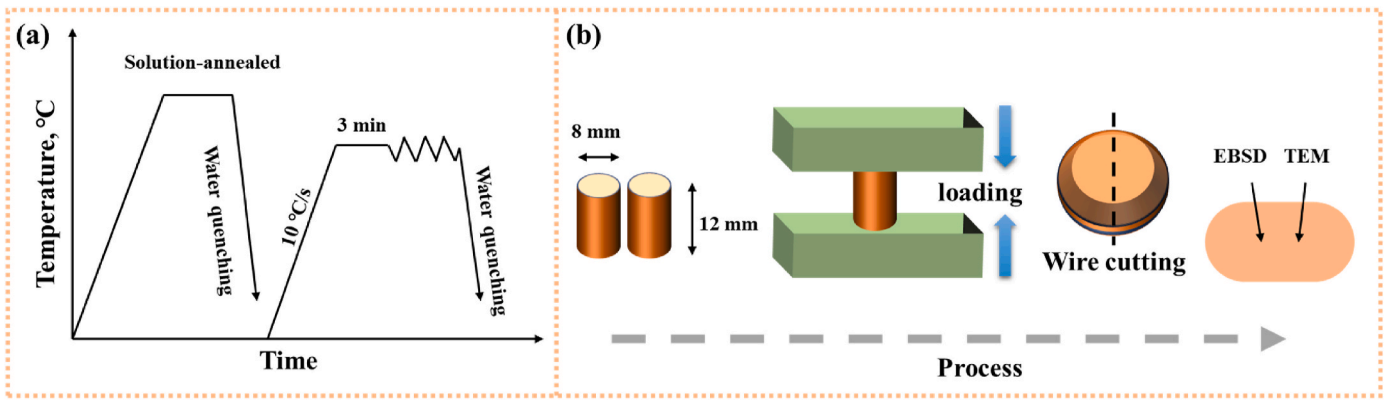 (a)
Temperature, °C
Solution-annealed
Water quenching
10 °C/s
3 min
Water quenching
Time
(b)
8 mm
12 mm
loading
Wire cutting
EBSD
TEM
Process